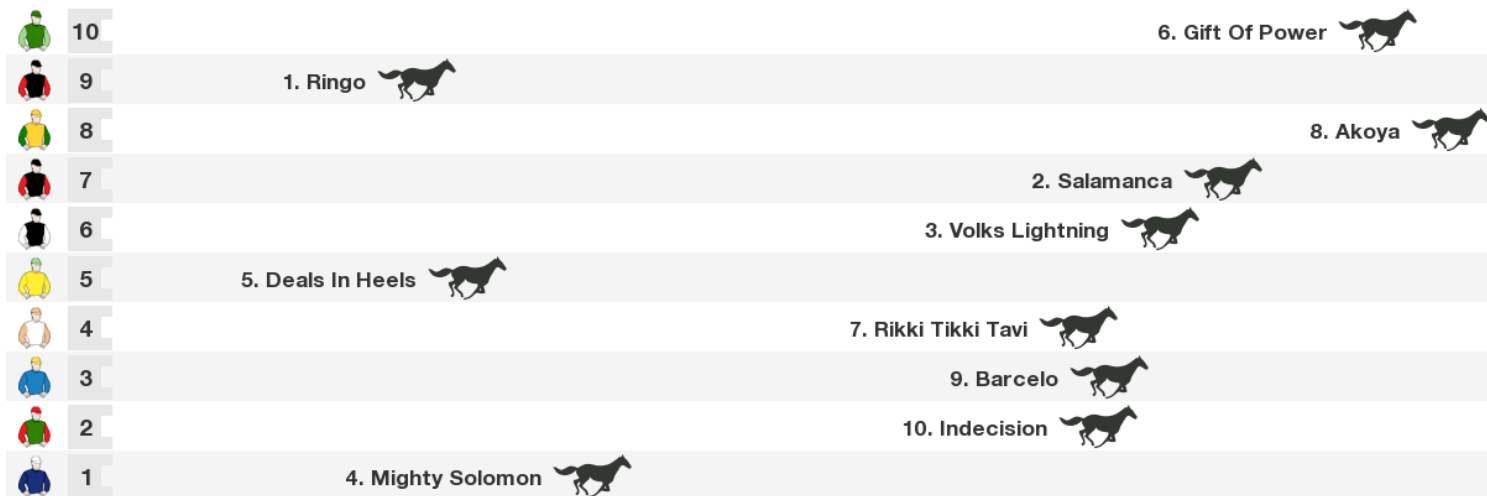 10 6. Gift Of Power
9 1. Ringo
8 8. Akoya
7 2. Salamanca
6 3. Volks Lightning
5 5. Deals In Heels
4 7. Rikki Tikki Tavi
3 9. Barcelo
2 10. Indecision
1 4. Mighty Solomon